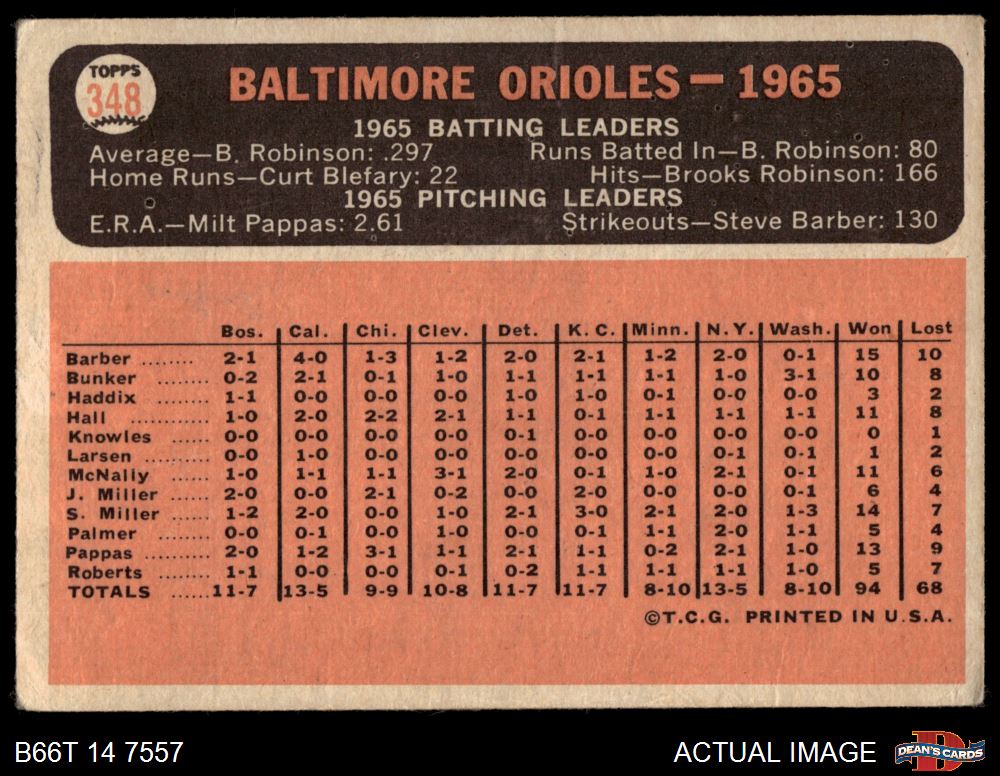 TOPPS
348
BALTIMORE ORIOLES—1965
1965 BATTING LEADERS
Average—B. Robinson: .297 Runs Batted In—B. Robinson: 80
Home Runs—Curt Blefary: 22 Hits—Brooks Robinson: 166
1965 PITCHING LEADERS
E.R.A.—Milt Pappas: 2.61 Strikeouts—Steve Barber: 130
Bos. Cal. Chi. Clev. Det. K. C. Minn. N.Y. Wash. Won Lost
Barber ........ 2-1 4-0 1-3 1-2 2-0 2-1 1-2 2-0 0-1 15 10
Bunker ....... 0-2 2-1 0-1 1-0 1-1 1-1 1-1 1-0 3-1 10 8
Haddix ...... 1-1 0-0 0-0 0-0 1-0 1-0 0-1 0-0 0-0 3 2
Hall .......... 1-0 2-0 2-2 2-1 1-1 0-1 1-1 1-1 1-1 11 8
Knowles ..... 0-0 0-0 0-0 0-0 0-1 0-0 0-0 0-0 0-0 0 1
Larsen ....... 0-0 1-0 0-0 0-0 0-0 0-0 0-0 0-1 0-1 1 2
McNally ...... 1-0 1-1 1-1 3-1 2-0 0-1 1-0 2-1 0-1 11 6
J. Miller ...... 2-0 0-0 2-1 0-2 0-0 2-0 0-0 0-0 0-1 6 4
S. Miller ...... 1-2 2-0 0-0 1-0 2-1 3-0 2-1 2-0 1-3 14 7
Palmer ....... 0-0 0-1 0-0 1-0 0-0 0-1 1-1 2-0 1-1 5 4
Pappas ........ 2-0 1-2 3-1 1-1 2-1 1-1 0-2 2-1 1-0 13 9
Roberts ....... 1-1 0-0 0-0 0-1 0-2 1-1 1-1 1-1 1-0 5 7
TOTALS ......11-7 13-5 9-9 10-8 11-7 11-7 8-10 13-5 8-10 94 68
©T.C.G. PRINTED IN U.S.A.
B66T 14 7557 ACTUAL IMAGE DEAN'S CARDS